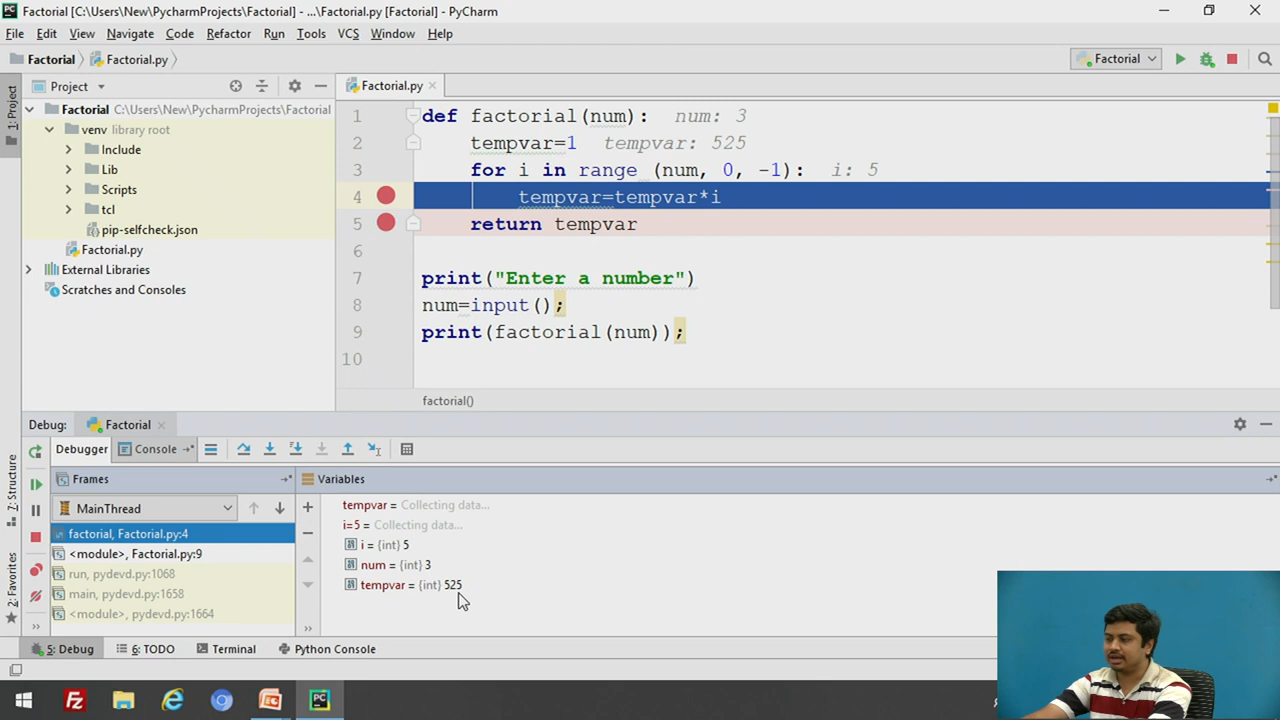 Factorial [C:\Users\New\PycharmProjects\Factorial] - ...\Factorial.py [Factorial] - PyCharm
File Edit View Navigate Code Refactor Run Tools VCS Window Help
Factorial Factorial.py Factorial
1: Project
Project
Factorial.py
Factorial C:\Users\New\PycharmProjects\Factorial
venv library root
Include
Lib
Scripts
tcl
pip-selfcheck.json
Factorial.py
External Libraries
Scratches and Consoles
1 def factorial(num): num: 3
2 tempvar=1 tempvar: 525
3 for i in range (num, 0, -1): i: 5
4 tempvar=tempvar*i
5 return tempvar
6
7 print("Enter a number")
8 num=input();
9 print(factorial(num));
10
factorial()
Debug: Factorial
Debugger Console
7: Structure
2: Favorites
Frames
MainThread
factorial, Factorial.py:4
<module>, Factorial.py:9
run, pydevd.py:1068
main, pydevd.py:1658
<module>, pydevd.py:1664
Variables
tempvar = Collecting data...
i=5 = Collecting data...
i = {int} 5
num = {int} 3
tempvar = {int} 525
5: Debug 6: TODO Terminal Python Console